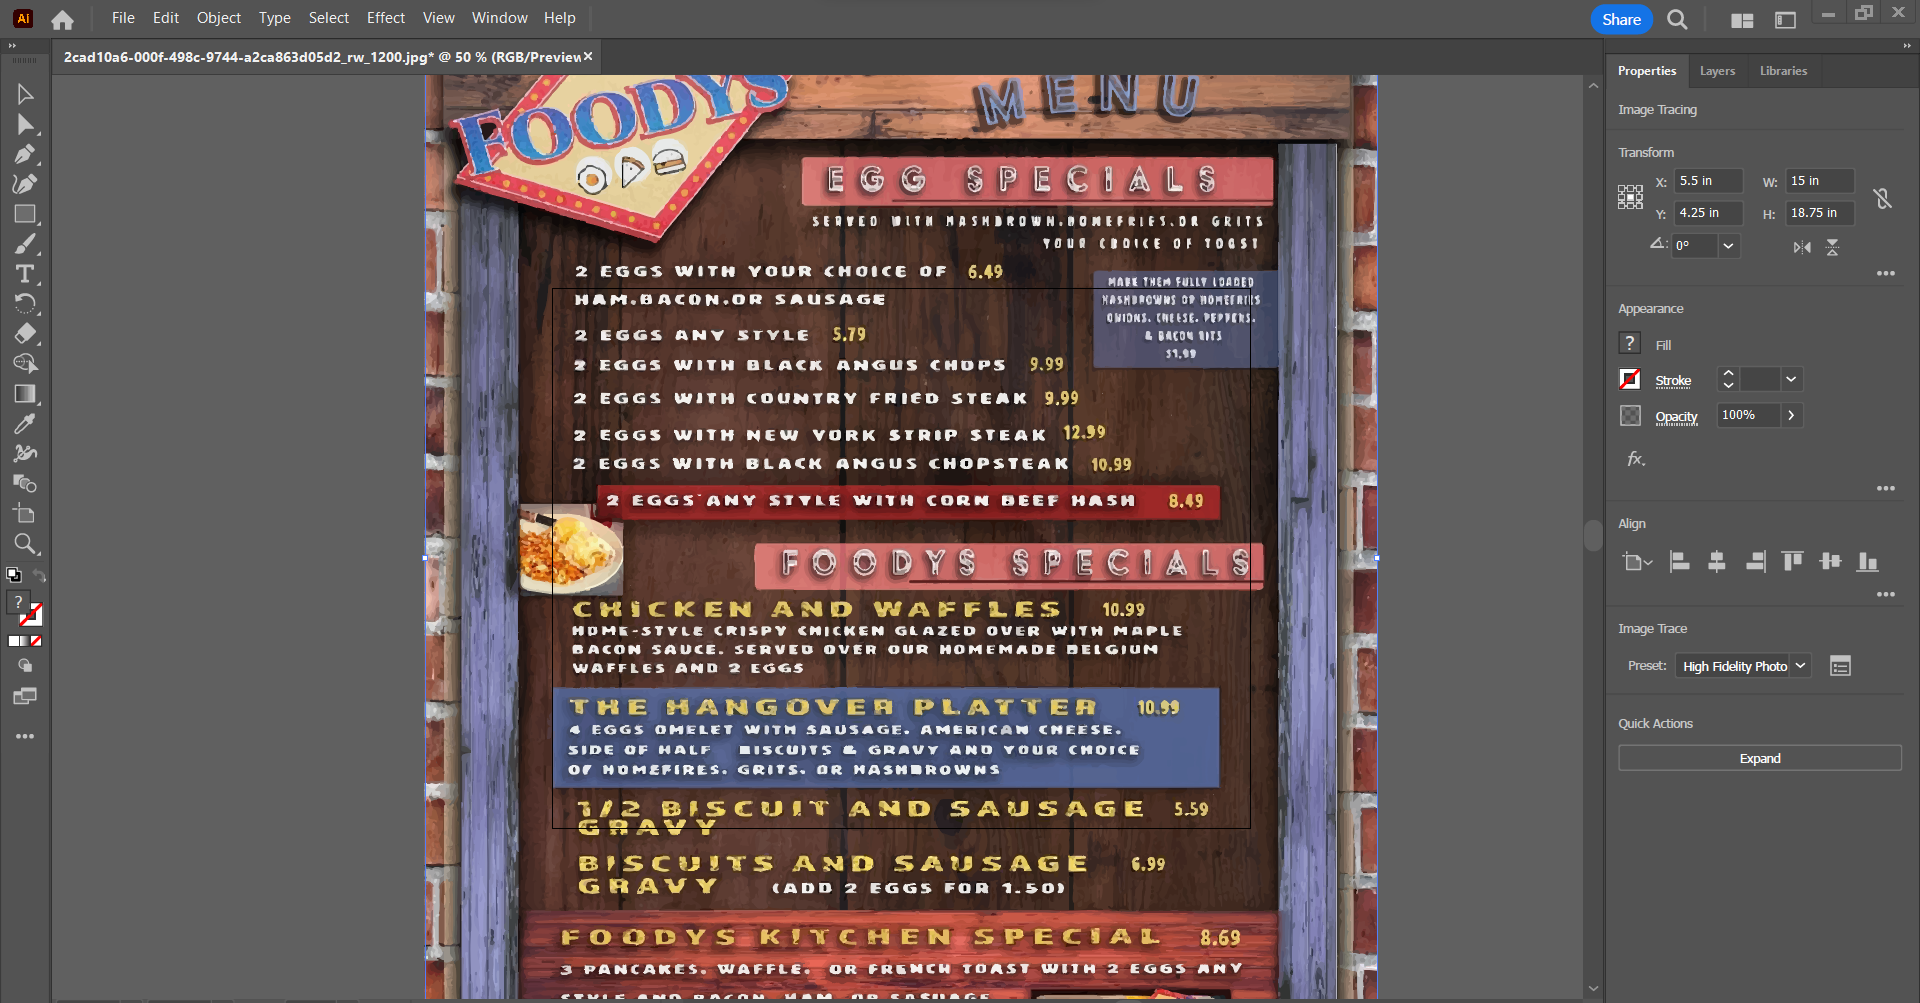 Ai
File Edit Object Type Select Effect View Window Help
Share
2cad10a6-000f-498c-9744-a2ca863d05d2_rw_1200.jpg* @ 50 % (RGB/Preview
Properties Layers Libraries
Image Tracing
Transform
X: 5.5 in W: 15 in
Y: 4.25 in H: 18.75 in
0°
Appearance
? Fill
Stroke
Opacity 100%
fx.
Align
Image Trace
Preset: High Fidelity Photo
Quick Actions
Expand
?
FOODYS
MENU
EGG SPECIALS
SERVED WITH HASHBROWN.HOMEFRIES.OR GRITS
YOUR CHOICE OF TOAST
2 EGGS WITH YOUR CHOICE OF 6.49
HAM.BACON.OR SAUSAGE
MAKE THEM FULLY LOADED
HASHBROWNS OR HOMEFRIES
ONIONS. CHEESE. PEPPERS.
& BACON BITS
2 EGGS ANY STYLE 5.79
2 EGGS WITH BLACK ANGUS CHOPS 9.99
2 EGGS WITH COUNTRY FRIED STEAK 9.99
2 EGGS WITH NEW YORK STRIP STEAK 12.99
2 EGGS WITH BLACK ANGUS CHOPSTEAK 10.99
2 EGGS ANY STYLE WITH CORN BEEF HASH 8.49
FOODYS SPECIALS
CHICKEN AND WAFFLES 10.99
HOME-STYLE CRISPY CHICKEN GLAZED OVER WITH MAPLE
BACON SAUCE. SERVED OVER OUR HOMEMADE BELGIUM
WAFFLES AND 2 EGGS
THE HANGOVER PLATTER 10.99
4 EGGS OMELET WITH SAUSAGE. AMERICAN CHEESE.
SIDE OF HALF BISCUITS & GRAVY AND YOUR CHOICE
OF HOMEFIRES. GRITS. OR HASHBROWNS
1/2 BISCUIT AND SAUSAGE 5.59
GRAVY
BISCUITS AND SAUSAGE 6.99
GRAVY (ADD 2 EGGS FOR 1.50)
FOODYS KITCHEN SPECIAL 8.69
3 PANCAKES. WAFFLE. OR FRENCH TOAST WITH 2 EGGS ANY
STYLE AND BACON. HAM. OR SAUSAGE